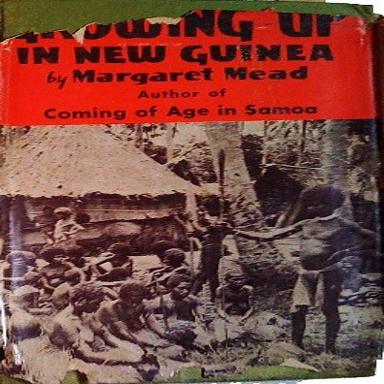 GROWING UP
IN NEW GUINEA
by Margaret Mead
Author of
Coming of Age in Samoa